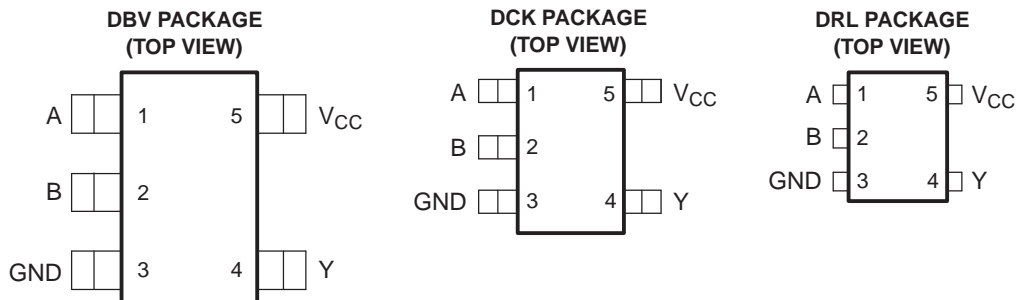 DBV PACKAGE
(TOP VIEW)
A 1 5 VCC
B 2
GND 3 4 Y
DCK PACKAGE
(TOP VIEW)
A 1 5 VCC
B 2
GND 3 4 Y
DRL PACKAGE
(TOP VIEW)
A 1 5 VCC
B 2
GND 3 4 Y